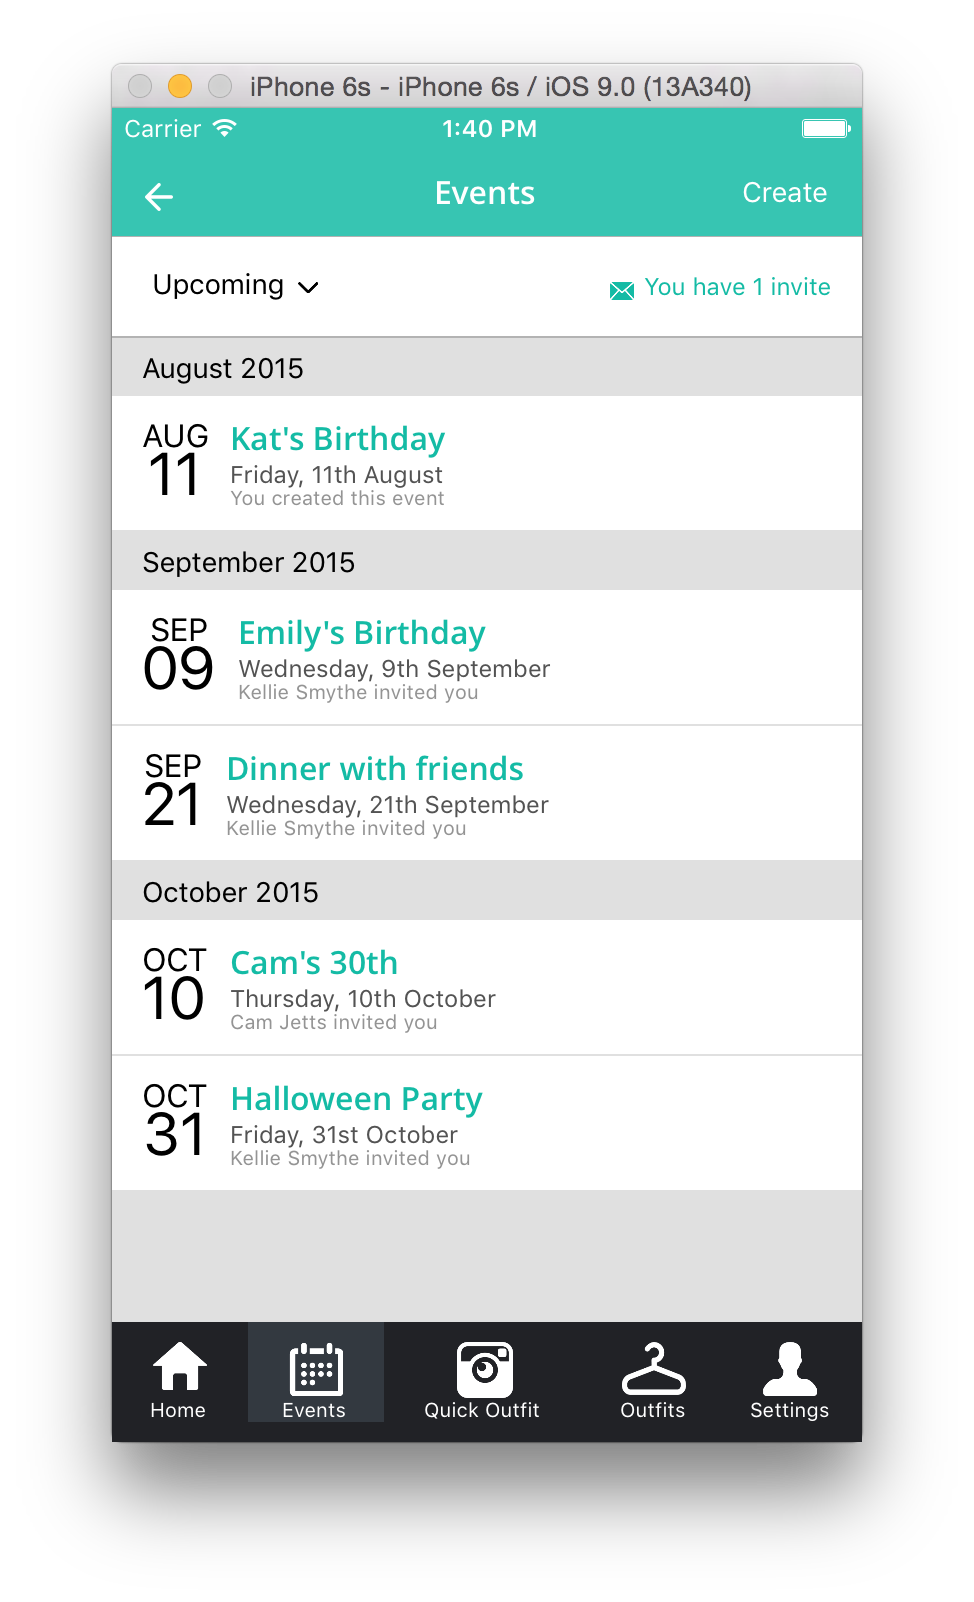 iPhone 6s - iPhone 6s / iOS 9.0 (13A340)
Carrier 1:40 PM
Events Create
Upcoming You have 1 invite
August 2015
AUG
11
Kat's Birthday
Friday, 11th August
You created this event
September 2015
SEP
09
Emily's Birthday
Wednesday, 9th September
Kellie Smythe invited you
SEP
21
Dinner with friends
Wednesday, 21th September
Kellie Smythe invited you
October 2015
OCT
10
Cam's 30th
Thursday, 10th October
Cam Jetts invited you
OCT
31
Halloween Party
Friday, 31st October
Kellie Smythe invited you
Home Events Quick Outfit Outfits Settings